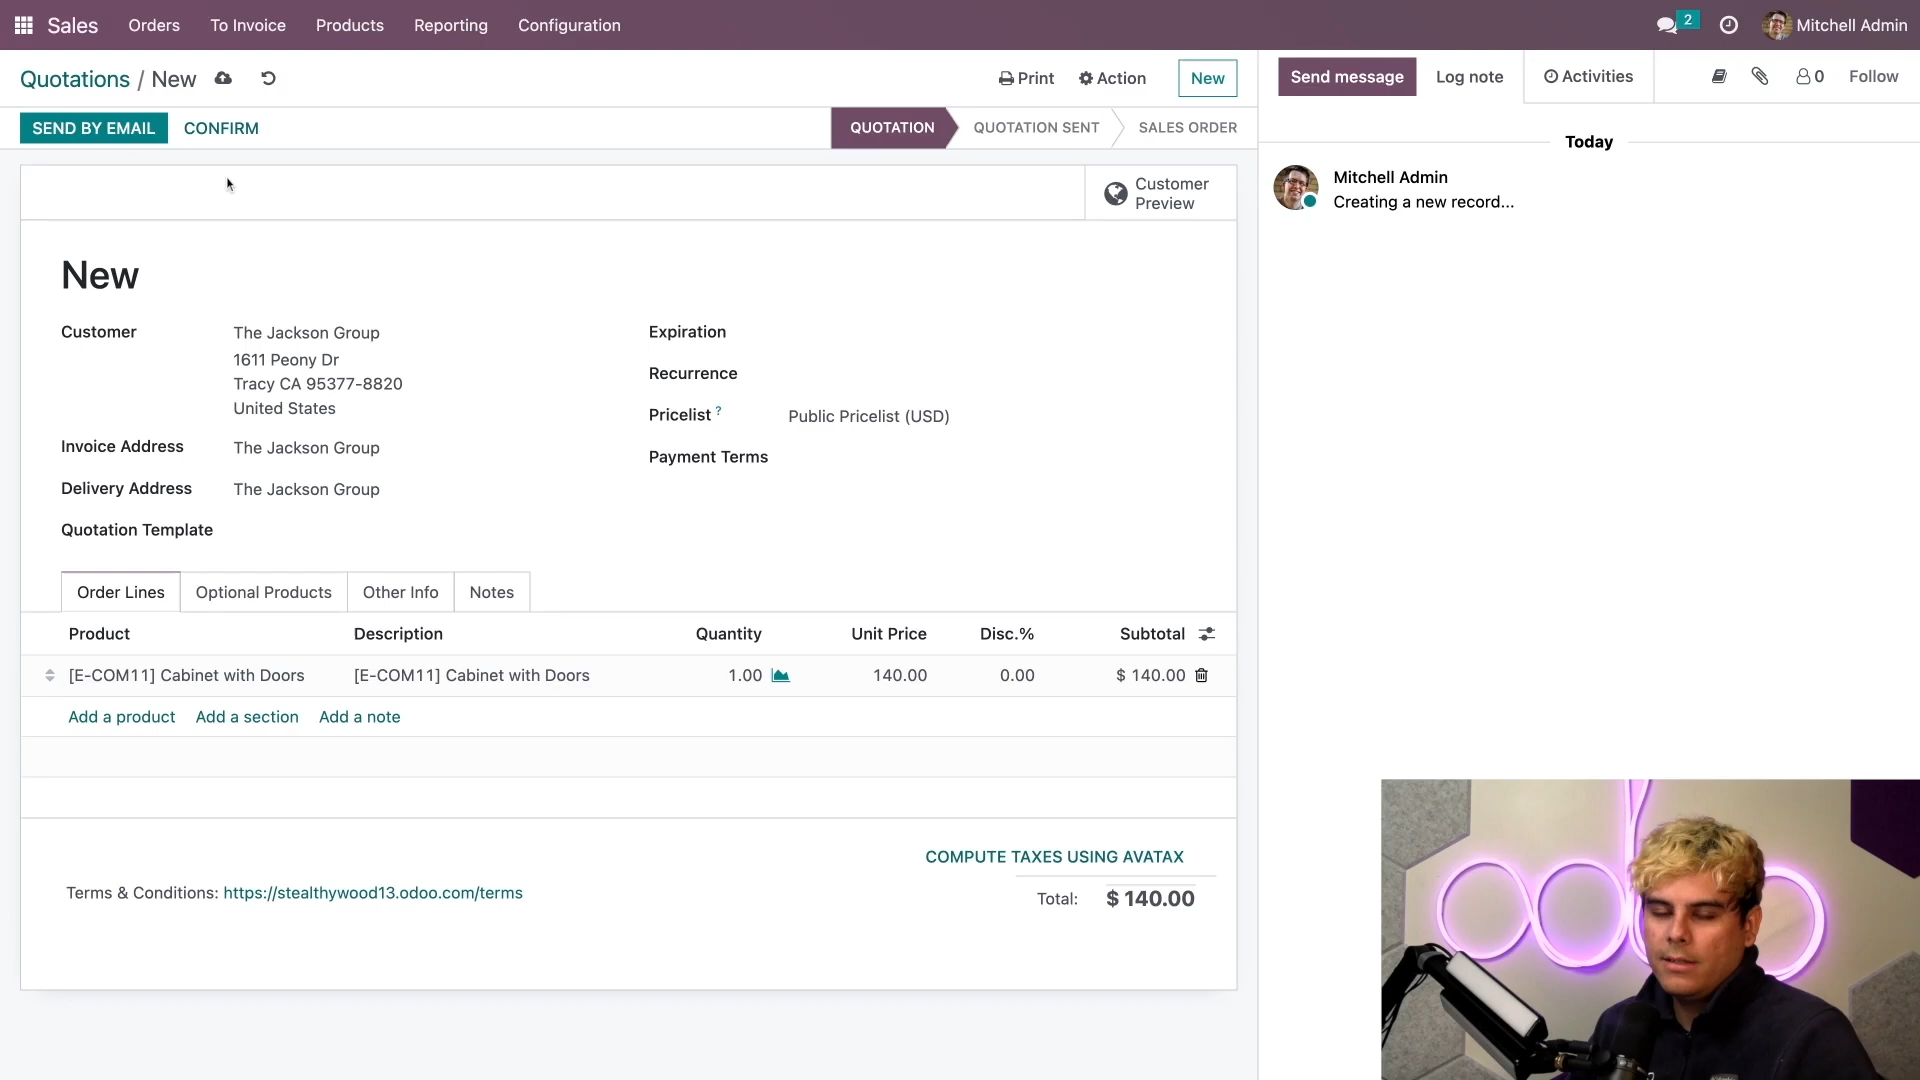 Sales Orders To Invoice Products Reporting Configuration 2 Mitchell Admin
Quotations / New Print Action New
Send message Log note Activities 0 Follow
SEND BY EMAIL CONFIRM QUOTATION QUOTATION SENT SALES ORDER
Today
Customer
Preview
Mitchell Admin
Creating a new record...
New
Customer The Jackson Group
1611 Peony Dr
Tracy CA 95377-8820
United States
Invoice Address The Jackson Group
Delivery Address The Jackson Group
Quotation Template
Expiration
Recurrence
Pricelist ? Public Pricelist (USD)
Payment Terms
Order Lines Optional Products Other Info Notes
Product Description Quantity Unit Price Disc.% Subtotal
[E-COM11] Cabinet with Doors [E-COM11] Cabinet with Doors 1.00 140.00 0.00 $ 140.00
Add a product Add a section Add a note
COMPUTE TAXES USING AVATAX
Terms & Conditions: https://stealthywood13.odoo.com/terms
Total: $ 140.00
odoo